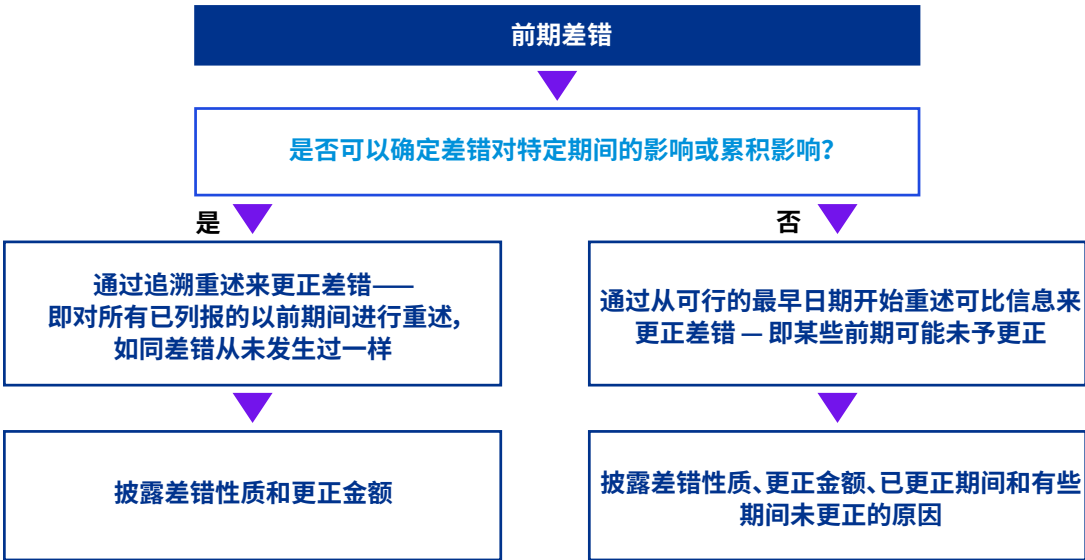 前期差错
是否可以确定差错对特定期间的影响或累积影响?
是
否
通过追溯重述来更正差错——
即对所有已列报的以前期间进行重述,
如同差错从未发生过一样
通过从可行的最早日期开始重述可比信息来
更正差错 — 即某些前期可能未予更正
披露差错性质和更正金额
披露差错性质、更正金额、已更正期间和有些
期间未更正的原因